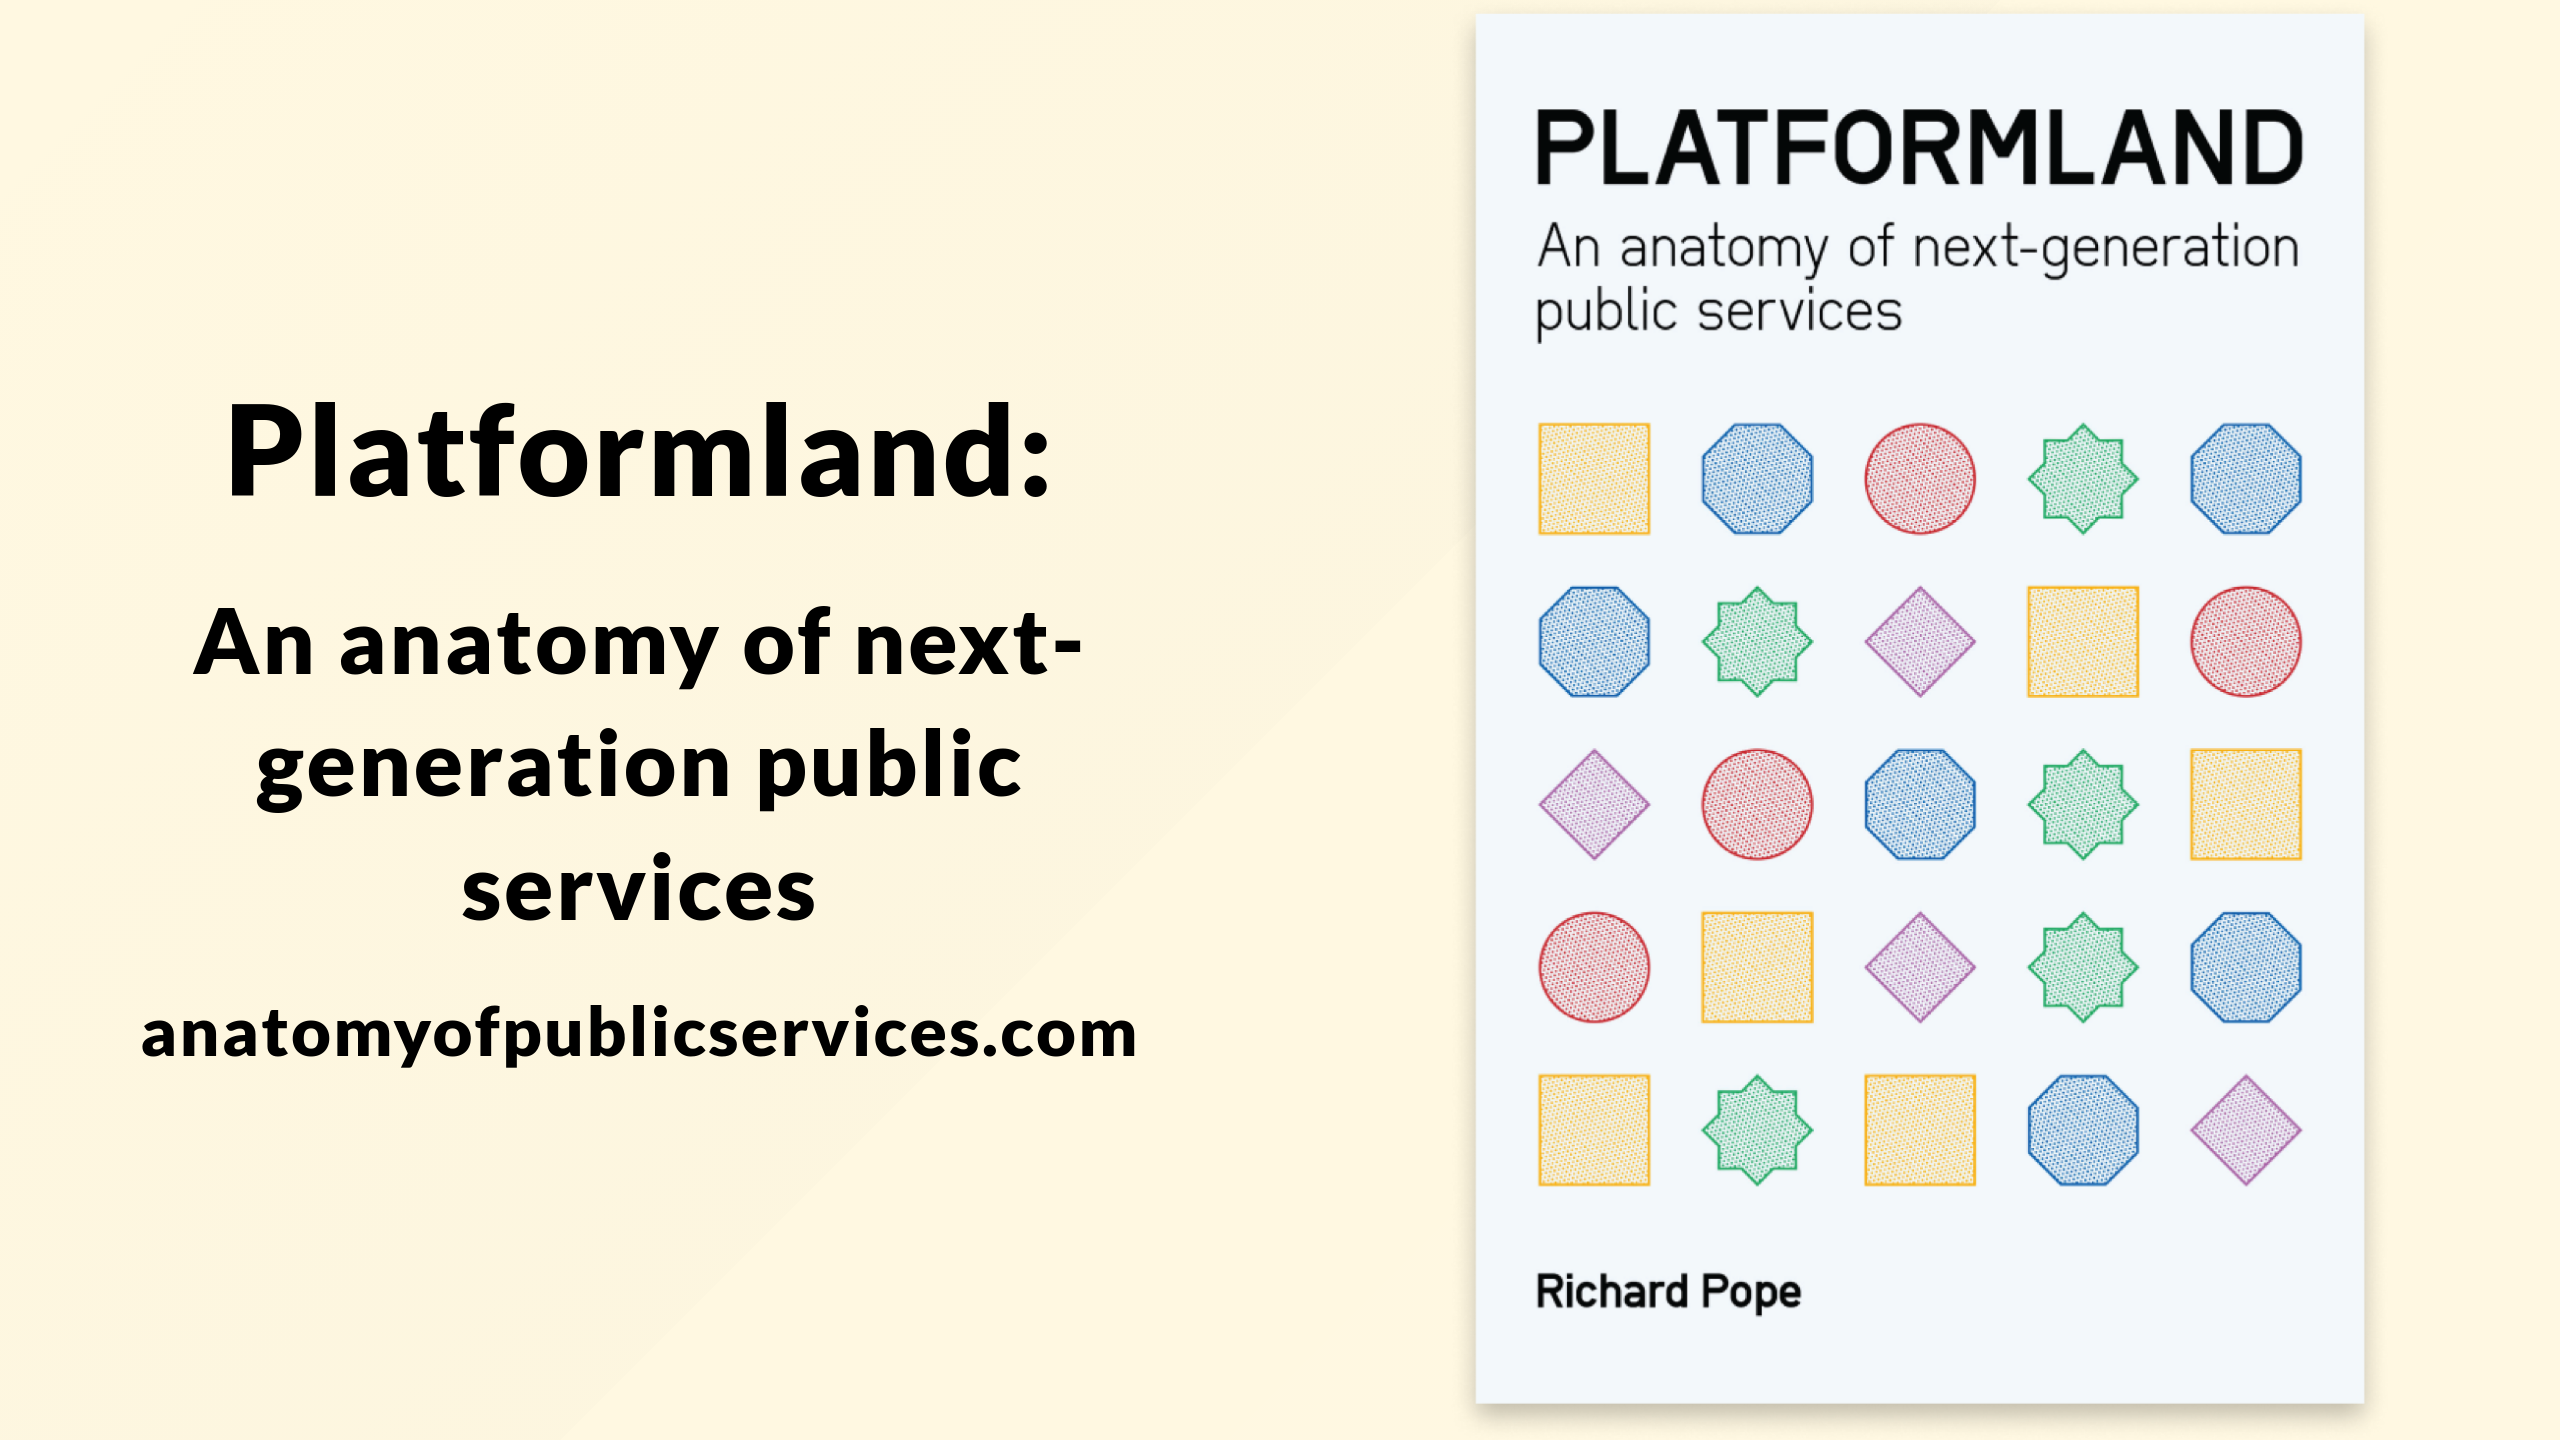 Platformland:
An anatomy of next-
generation public
services
anatomyofpublicservices.com
PLATFORMLAND
An anatomy of next-generation
public services
Richard Pope